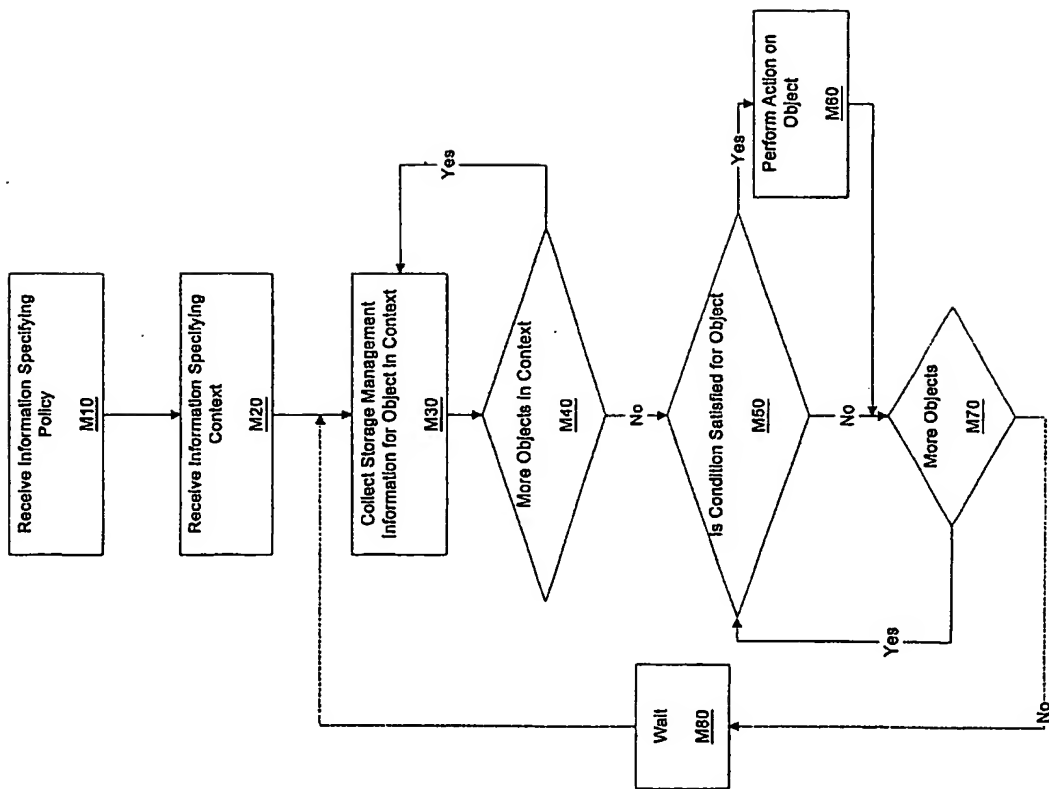 Receive Information Specifying
Policy
M10
Receive Information Specifying
Context
M20
Collect Storage Management
Information for Object In Context
M30
Yes
More Objects In Context
M40
No
Is Condition Satisfied for Object
M50
Yes
Perform Action on
Object
M60
No
More Objects
M70
Yes
No
Wait
M80